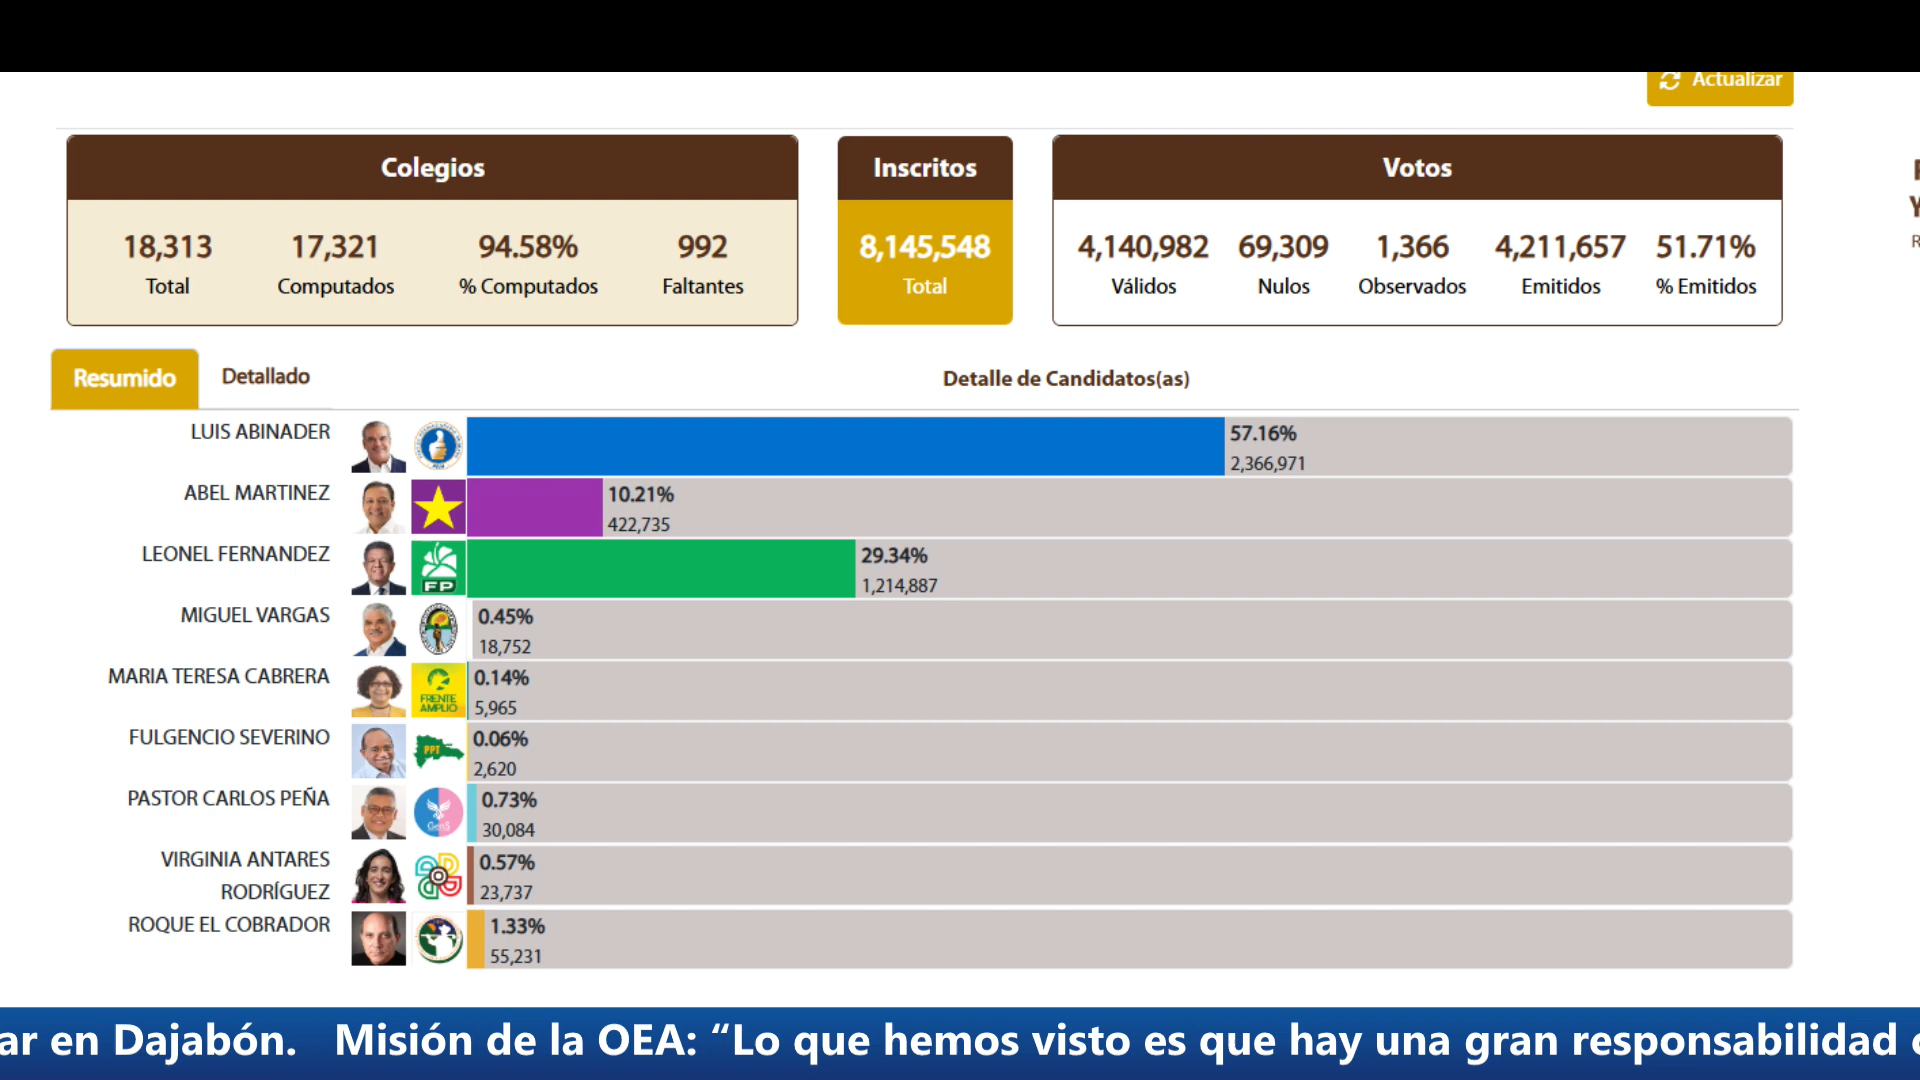 Actualizar
Colegios
18,313 17,321 94.58% 992
Total Computados % Computados Faltantes
Inscritos
8,145,548
Total
Votos
4,140,982 69,309 1,366 4,211,657 51.71%
Válidos Nulos Observados Emitidos % Emitidos
Resumido Detallado Detalle de Candidatos(as)
LUIS ABINADER 57.16%
2,366,971
ABEL MARTINEZ 10.21%
422,735
LEONEL FERNANDEZ FP 29.34%
1,214,887
MIGUEL VARGAS 0.45%
18,752
MARIA TERESA CABRERA FRENTE AMPLIO 0.14%
5,965
FULGENCIO SEVERINO PPT 0.06%
2,620
PASTOR CARLOS PEÑA GenS 0.73%
30,084
VIRGINIA ANTARES 0.57%
RODRÍGUEZ 23,737
ROQUE EL COBRADOR 1.33%
55,231
ar en Dajabón. Misión de la OEA: “Lo que hemos visto es que hay una gran responsabilidad